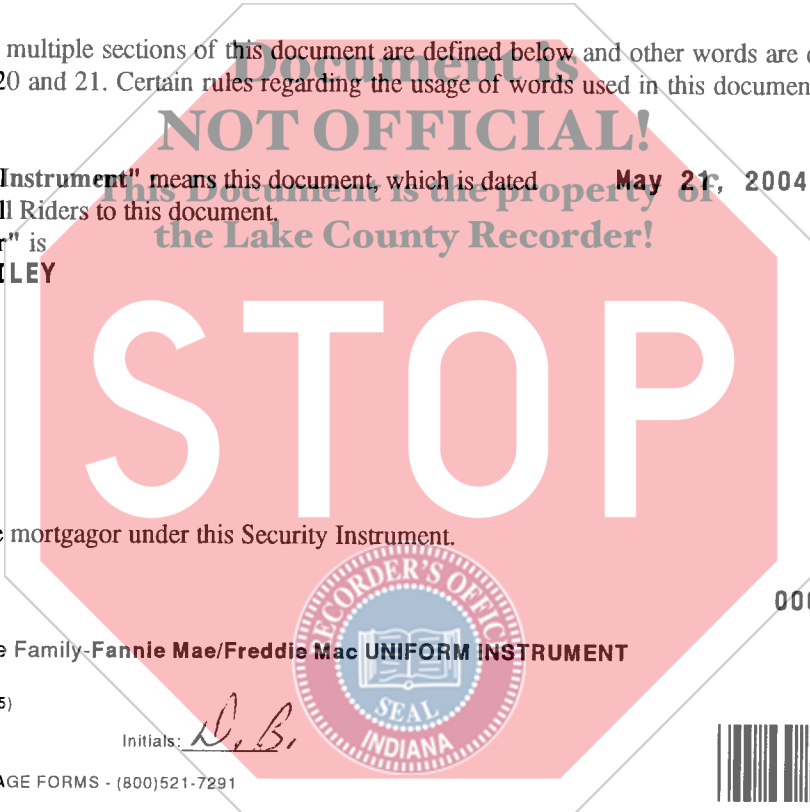 multiple sections of this document are defined below and other words are
Document is
20 and 21. Certain rules regarding the usage of words used in this document
NOT OFFICIAL!
Instrument" means this document, which is dated May 21, 2004
This Document is the property of
ll Riders to this document.
r" is
the Lake County Recorder!
ILEY
STOP
e mortgagor under this Security Instrument.
RECORDER'S OFFICE
000
e Family-Fannie Mae/Freddie Mac UNIFORM INSTRUMENT
5)
SEAL
Initials: D. B.
INDIANA
AGE FORMS - (800)521-7291